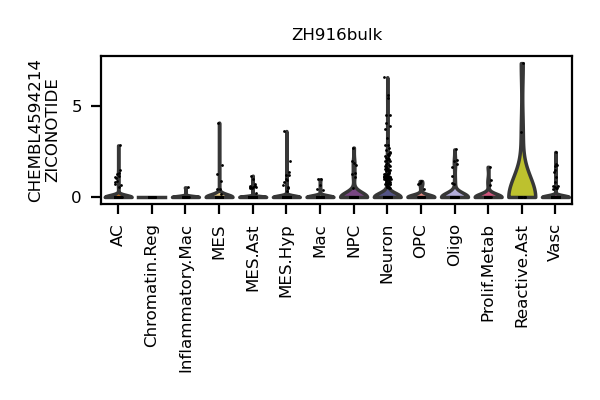 ZH916bulk
CHEMBL4594214
ZICONOTIDE
5
0
AC
Chromatin.Reg
Inflammatory.Mac
MES
MES.Ast
MES.Hyp
Mac
NPC
Neuron
OPC
Oligo
Prolif.Metab
Reactive.Ast
Vasc